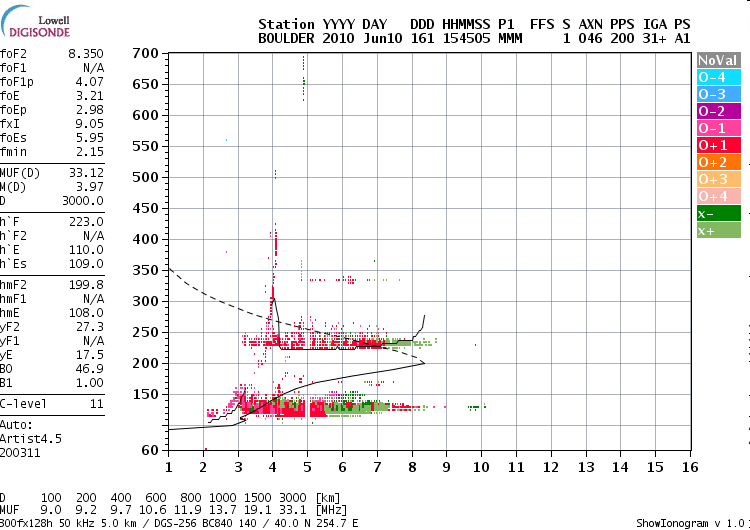 Lowell
DIGISONDE
Station YYYY DAY DDD HHMMSS P1 FFS S AXN PPS IGA PS
BOULDER 2010 Jun10 161 154505 MMM 1 046 200 31+ A1
foF2 8.350
foF1 N/A
foF1p 4.07
foE 3.21
foEp 2.98
fxI 9.05
foEs 5.95
fmin 2.15
MUF(D) 33.12
M(D) 3.97
D 3000.0
h`F 223.0
h`F2 N/A
h`E 110.0
h`Es 109.0
hmF2 199.8
hmF1 N/A
hmE 108.0
yF2 27.3
yF1 N/A
yE 17.5
B0 46.9
B1 1.00
C-level 11
Auto:
Artist4.5
200311
700
650
600
550
500
450
400
350
300
250
200
150
60
1 2 3 4 5 6 7 8 9 10 11 12 13 14 15 16
NoVal
O-4
O-3
O-2
O-1
O+1
O+2
O+3
O+4
X-
X+
D 100 200 400 600 800 1000 1500 3000 [km]
MUF 9.0 9.2 9.7 10.6 11.9 13.7 19.1 33.1 [MHz]
300fx128h 50 kHz 5.0 km / DGS-256 BC840 140 / 40.0 N 254.7 E
ShowIonogram v 1.0